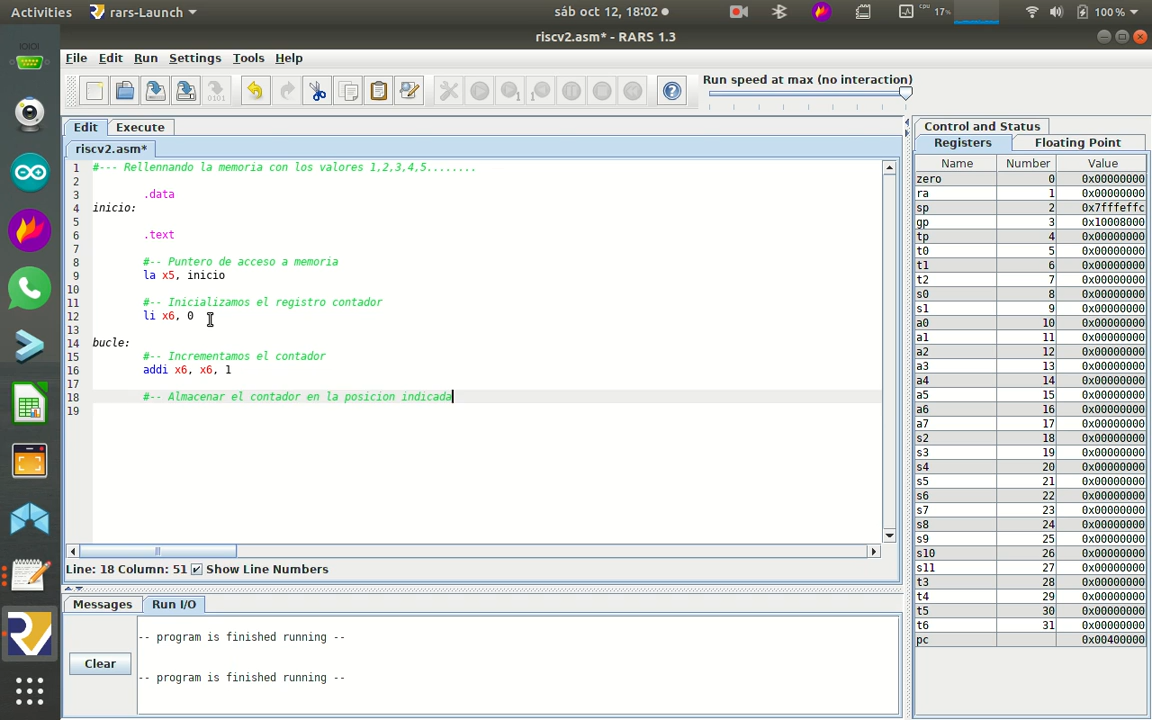 Activities rars-Launch sáb oct 12, 18:02 cpu 17% 100%
riscv2.asm* - RARS 1.3
File Edit Run Settings Tools Help
Run speed at max (no interaction)
Edit Execute
riscv2.asm*
1 #--- Rellennando la memoria con los valores 1,2,3,4,5........
2
3 .data
4 inicio:
5
6 .text
7
8 #-- Puntero de acceso a memoria
9 la x5, inicio
10
11 #-- Inicializamos el registro contador
12 li x6, 0
13
14 bucle:
15 #-- Incrementamos el contador
16 addi x6, x6, 1
17
18 #-- Almacenar el contador en la posicion indicada
19
Line: 18 Column: 51 Show Line Numbers
Messages Run I/O
-- program is finished running --
-- program is finished running --
Clear
Control and Status
Registers Floating Point
Name Number Value
zero 0 0x00000000
ra 1 0x00000000
sp 2 0x7fffeffc
gp 3 0x10008000
tp 4 0x00000000
t0 5 0x00000000
t1 6 0x00000000
t2 7 0x00000000
s0 8 0x00000000
s1 9 0x00000000
a0 10 0x00000000
a1 11 0x00000000
a2 12 0x00000000
a3 13 0x00000000
a4 14 0x00000000
a5 15 0x00000000
a6 16 0x00000000
a7 17 0x00000000
s2 18 0x00000000
s3 19 0x00000000
s4 20 0x00000000
s5 21 0x00000000
s6 22 0x00000000
s7 23 0x00000000
s8 24 0x00000000
s9 25 0x00000000
s10 26 0x00000000
s11 27 0x00000000
t3 28 0x00000000
t4 29 0x00000000
t5 30 0x00000000
t6 31 0x00000000
pc 0x00400000